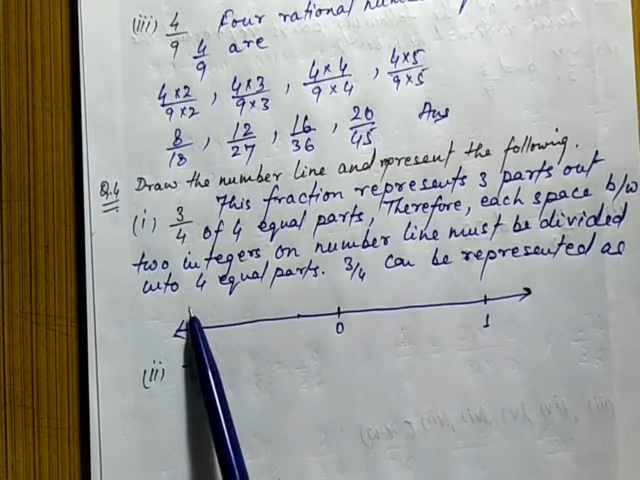 (iii) 4/9 Four rational num
4/9 are
4×2/9×2 , 4×3/9×3 , 4×4/9×4 , 4×5/9×5
8/18 , 12/27 , 16/36 , 20/45 Ans
Q.4 Draw the number line and represent the following.
(i) 3/4 This fraction represents 3 parts out
of 4 equal parts, Therefore, each space b/w
two integers on number line must be divided
into 4 equal parts. 3/4 can be represented as
0 1
(ii)